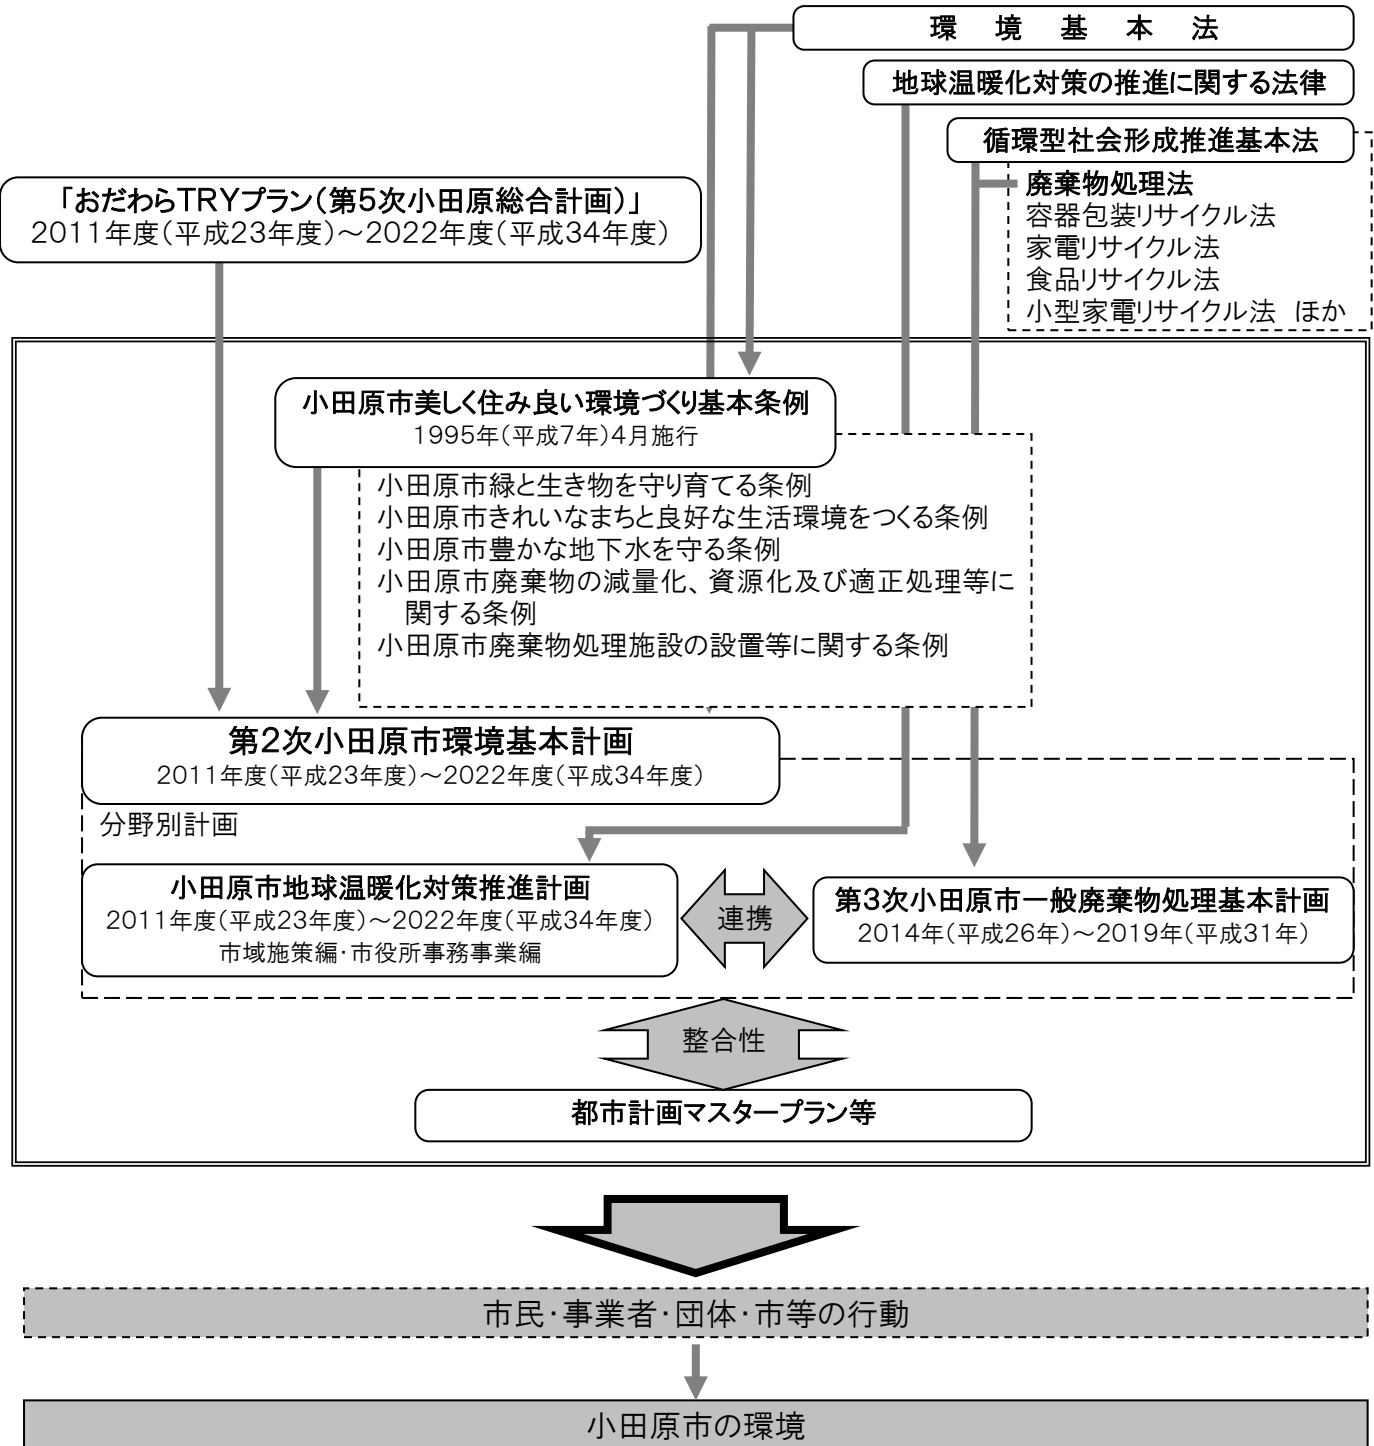 環境基本法
地球温暖化対策の推進に関する法律
循環型社会形成推進基本法
廃棄物処理法
容器包装リサイクル法
家電リサイクル法
食品リサイクル法
小型家電リサイクル法 ほか
「おだわらTRYプラン(第5次小田原総合計画)」
2011年度(平成23年度)～2022年度(平成34年度)
小田原市美しく住み良い環境づくり基本条例
1995年(平成7年)4月施行
小田原市緑と生き物を守り育てる条例
小田原市きれいなまちと良好な生活環境をつくる条例
小田原市豊かな地下水を守る条例
小田原市廃棄物の減量化、資源化及び適正処理等に
関する条例
小田原市廃棄物処理施設の設置等に関する条例
第2次小田原市環境基本計画
2011年度(平成23年度)～2022年度(平成34年度)
分野別計画
小田原市地球温暖化対策推進計画
2011年度(平成23年度)～2022年度(平成34年度)
市域施策編・市役所事務事業編
連携
第3次小田原市一般廃棄物処理基本計画
2014年(平成26年)～2019年(平成31年)
整合性
都市計画マスタープラン等
市民・事業者・団体・市等の行動
小田原市の環境